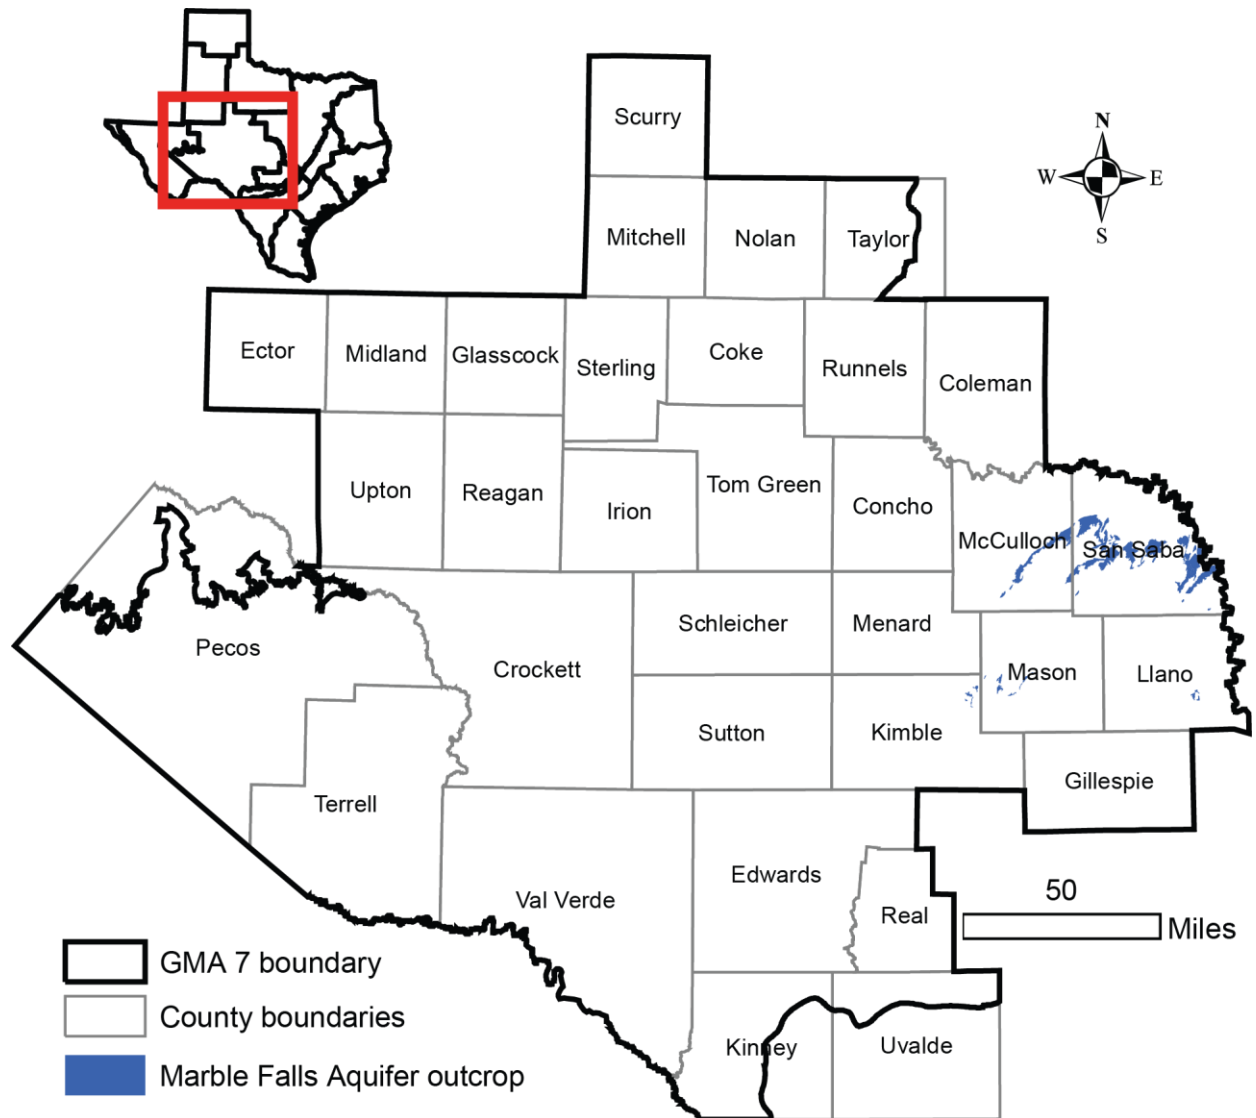 Scurry
N
W
E
S
Mitchell
Nolan
Taylor
Ector
Midland
Glasscock
Sterling
Coke
Runnels
Coleman
Upton
Reagan
Irion
Tom Green
Concho
McCulloch
San Saba
Pecos
Crockett
Schleicher
Menard
Mason
Llano
Sutton
Kimble
Gillespie
Terrell
Val Verde
Edwards
Real
50
Miles
Kinney
Uvalde
GMA 7 boundary
County boundaries
Marble Falls Aquifer outcrop